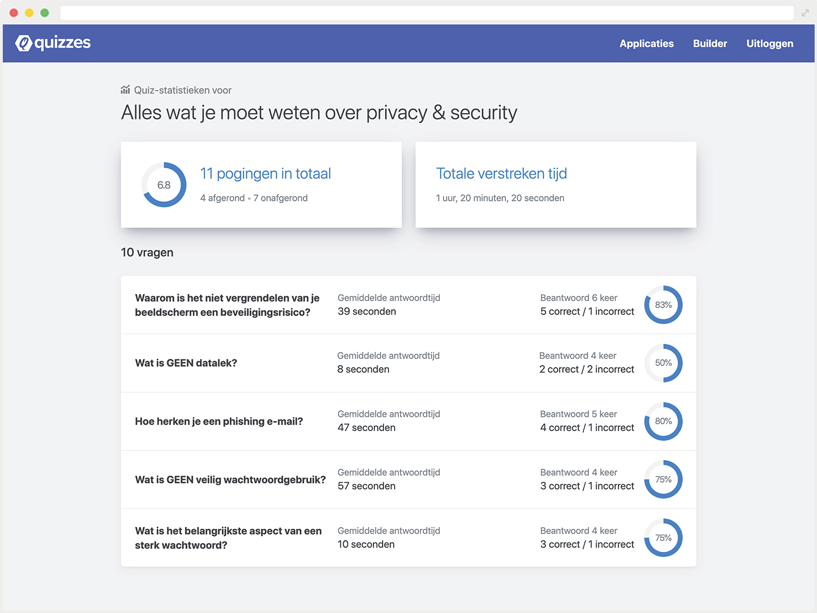 quizzes
Applicaties Builder Uitloggen
Quiz-statistieken voor
Alles wat je moet weten over privacy & security
6.8
11 pogingen in totaal
4 afgerond • 7 onafgerond
Totale verstreken tijd
1 uur, 20 minuten, 20 seconden
10 vragen
Waarom is het niet vergrendelen van je
beeldscherm een beveiligingsrisico?
Gemiddelde antwoordtijd
39 seconden
Beantwoord 6 keer
5 correct / 1 incorrect
83%
Wat is GEEN datalek?
Gemiddelde antwoordtijd
8 seconden
Beantwoord 4 keer
2 correct / 2 incorrect
50%
Hoe herken je een phishing e-mail?
Gemiddelde antwoordtijd
47 seconden
Beantwoord 5 keer
4 correct / 1 incorrect
80%
Wat is GEEN veilig wachtwoordgebruik?
Gemiddelde antwoordtijd
57 seconden
Beantwoord 4 keer
3 correct / 1 incorrect
75%
Wat is het belangrijkste aspect van een
sterk wachtwoord?
Gemiddelde antwoordtijd
10 seconden
Beantwoord 4 keer
3 correct / 1 incorrect
75%